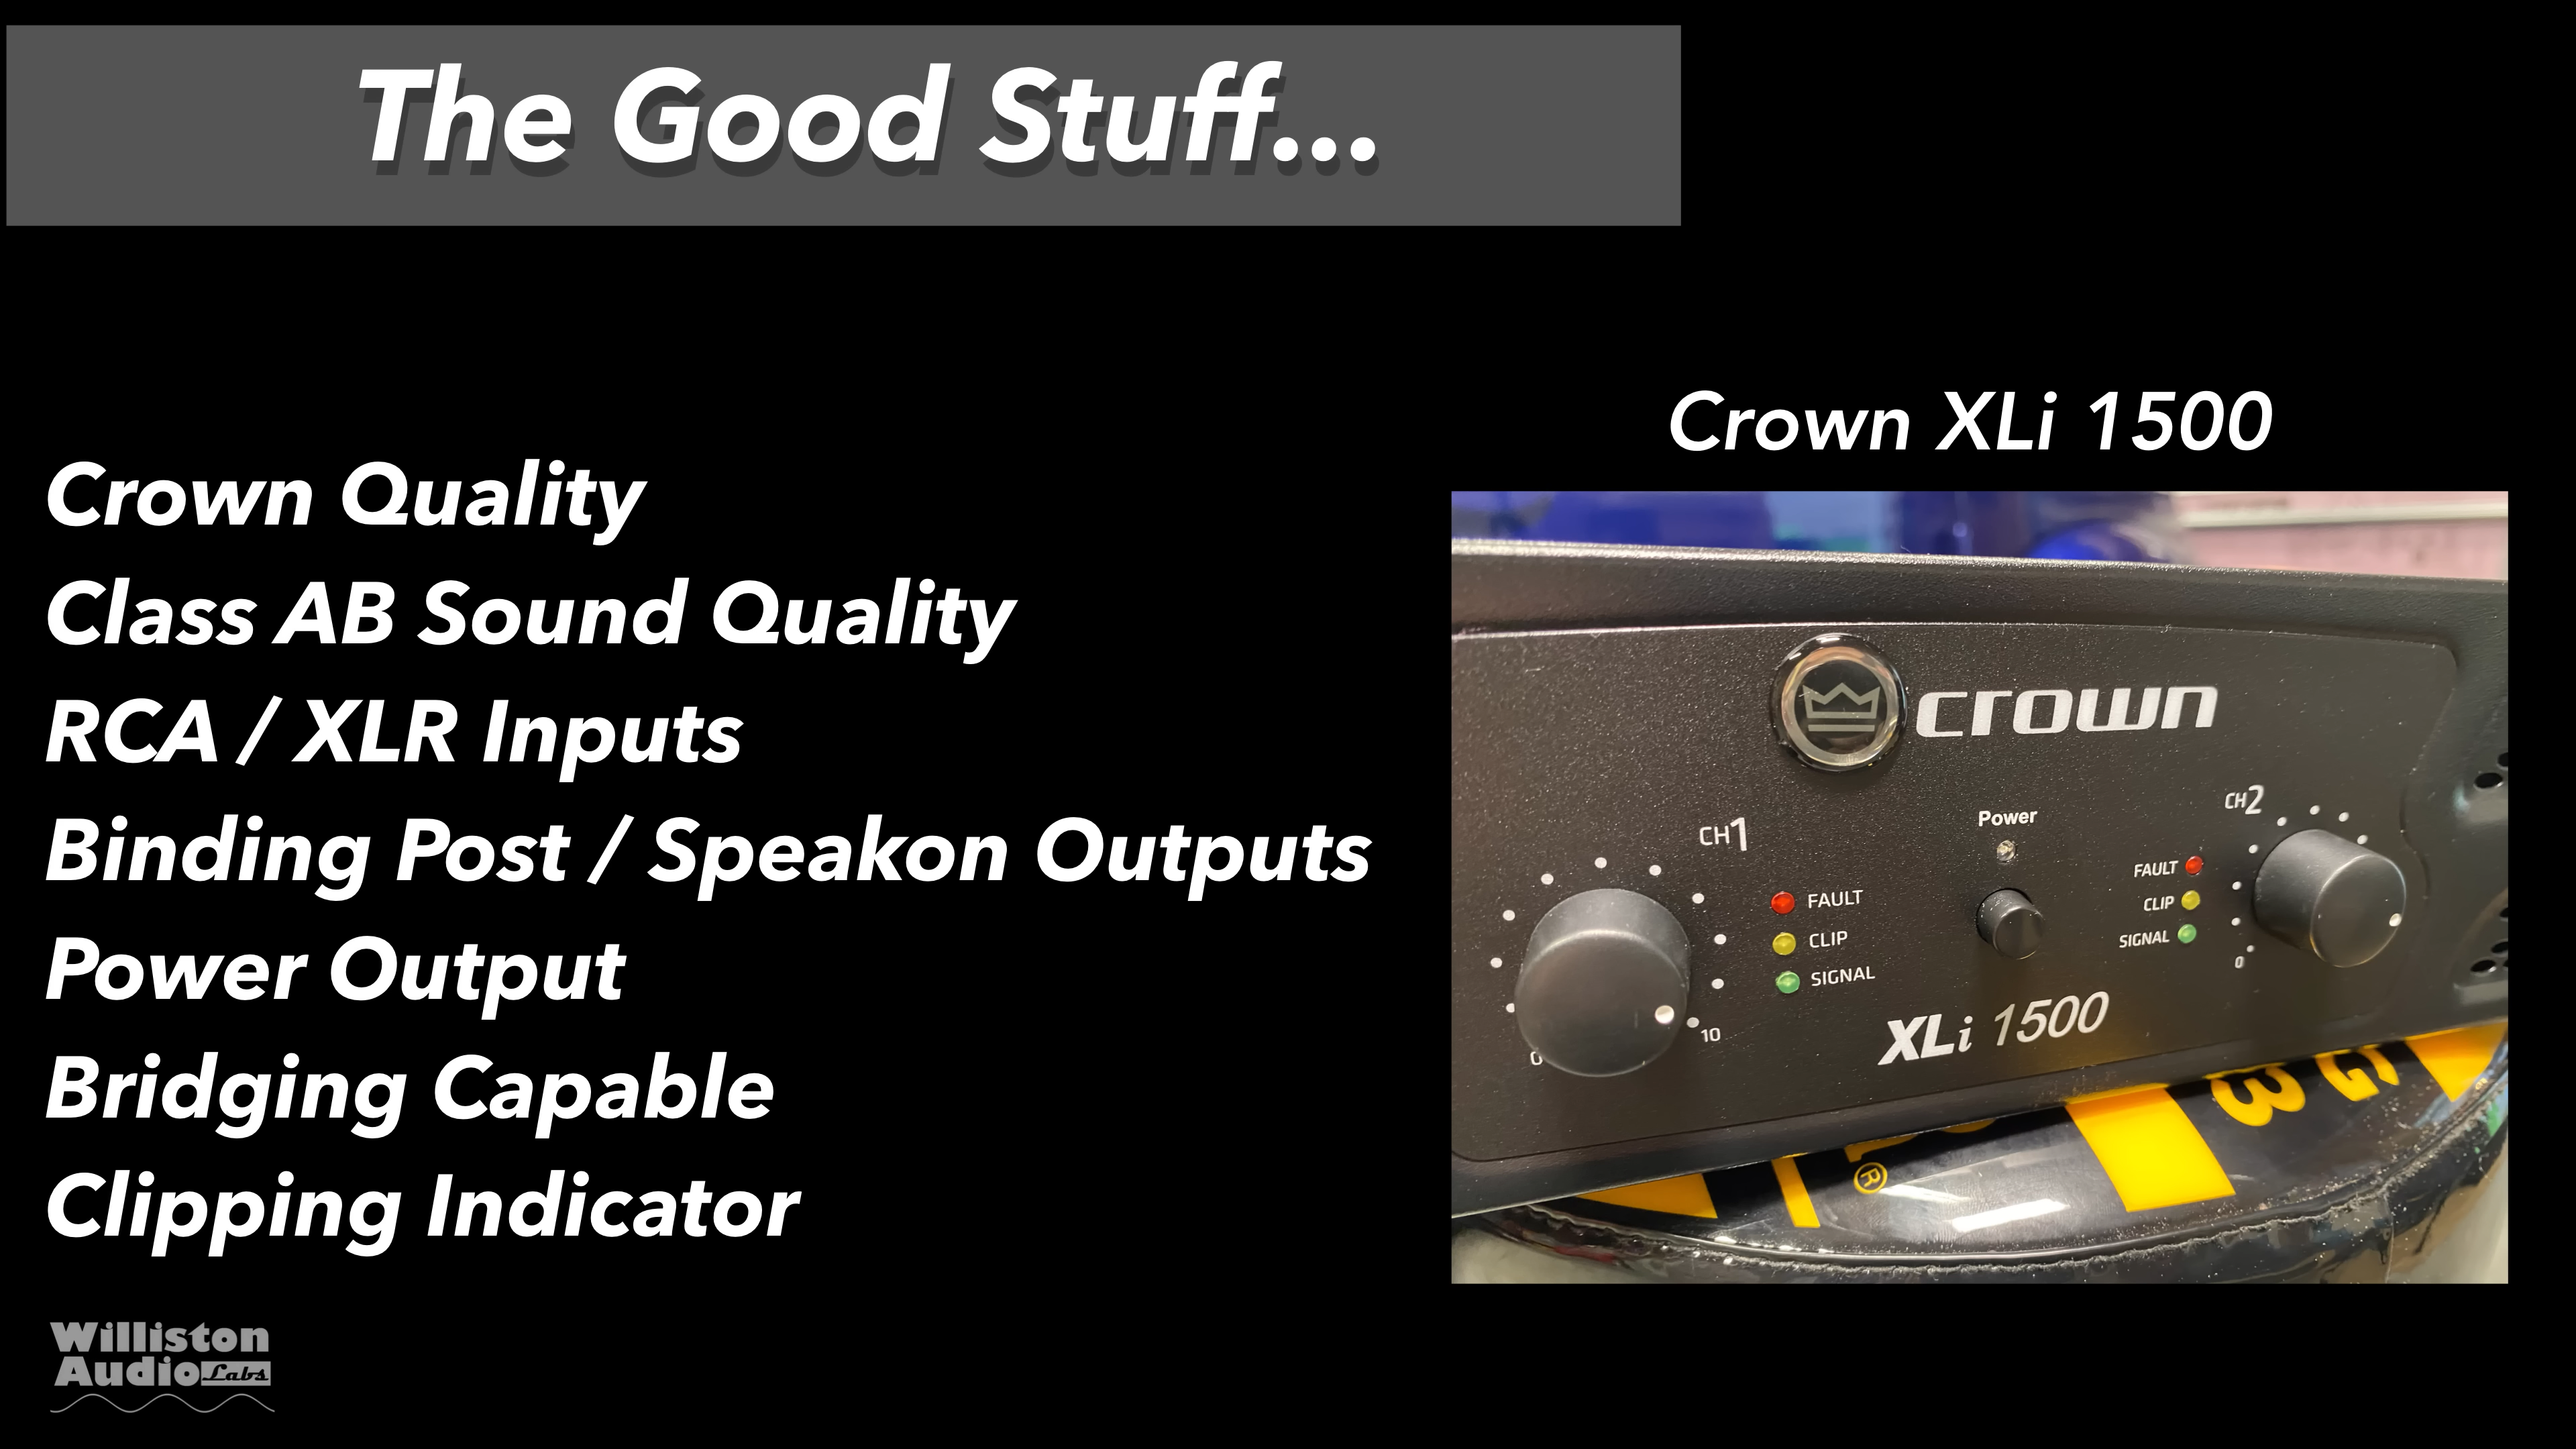 The Good Stuff...
Crown Quality
Class AB Sound Quality
RCA / XLR Inputs
Binding Post / Speakon Outputs
Power Output
Bridging Capable
Clipping Indicator
Crown XLi 1500
crown
CH1
Power
CH2
FAULT
CLIP
SIGNAL
0
10
FAULT
CLIP
SIGNAL
0
XLi 1500
3
G
®
Williston
Audio Labs